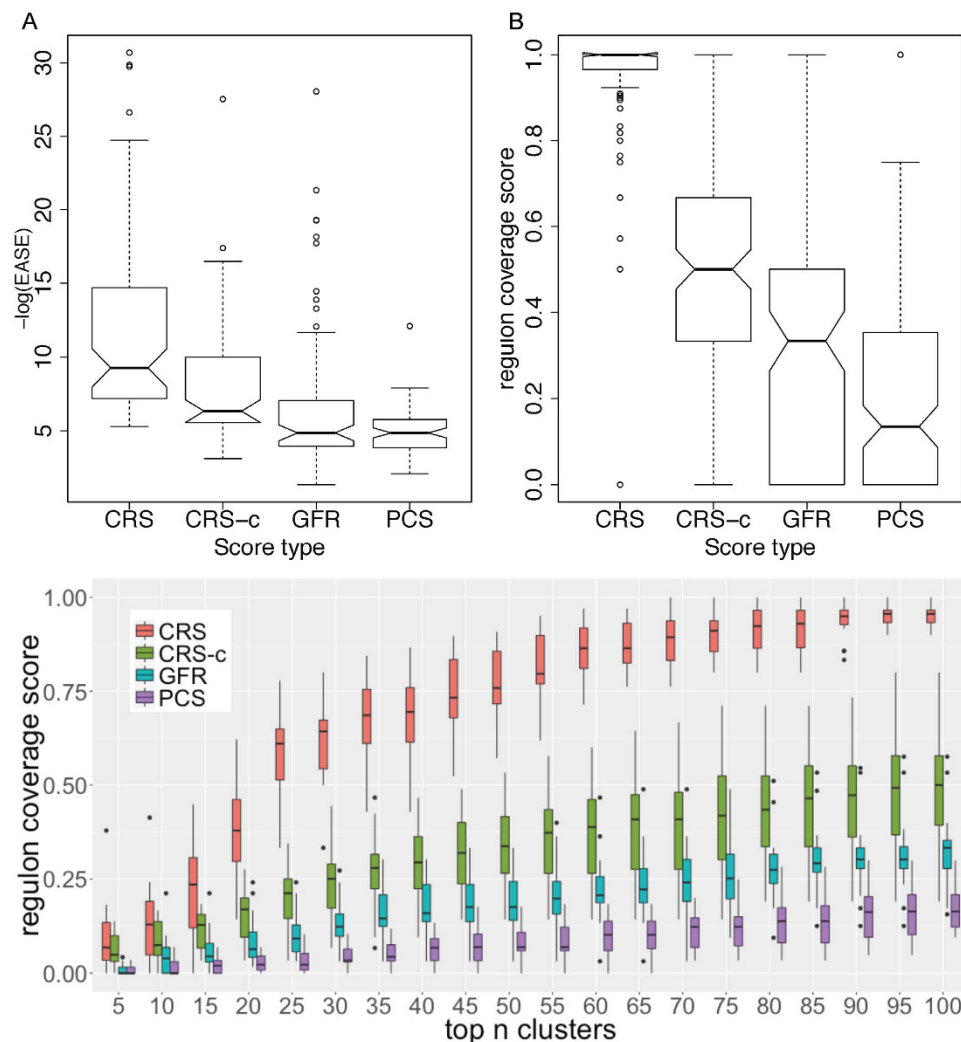 A
B
30
25
20
15
10
5
−log(EASE)
CRS
CRS−c
GFR
PCS
Score type
1.0
0.8
0.6
0.4
0.2
0.0
regulon coverage score
CRS
CRS−c
GFR
PCS
Score type
1.00
0.75
0.50
0.25
0.00
regulon coverage score
CRS
CRS-c
GFR
PCS
5 10 15 20 25 30 35 40 45 50 55 60 65 70 75 80 85 90 95 100
top n clusters